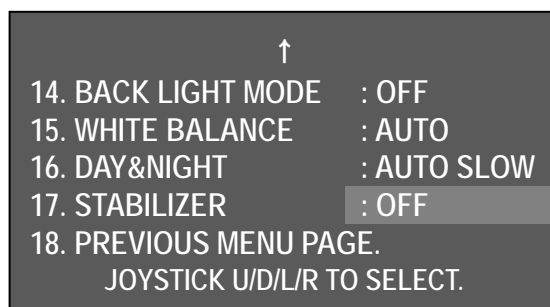 ↑
14. BACK LIGHT MODE : OFF
15. WHITE BALANCE : AUTO
16. DAY&NIGHT : AUTO SLOW
17. STABILIZER : OFF
18. PREVIOUS MENU PAGE.
JOYSTICK U/D/L/R TO SELECT.